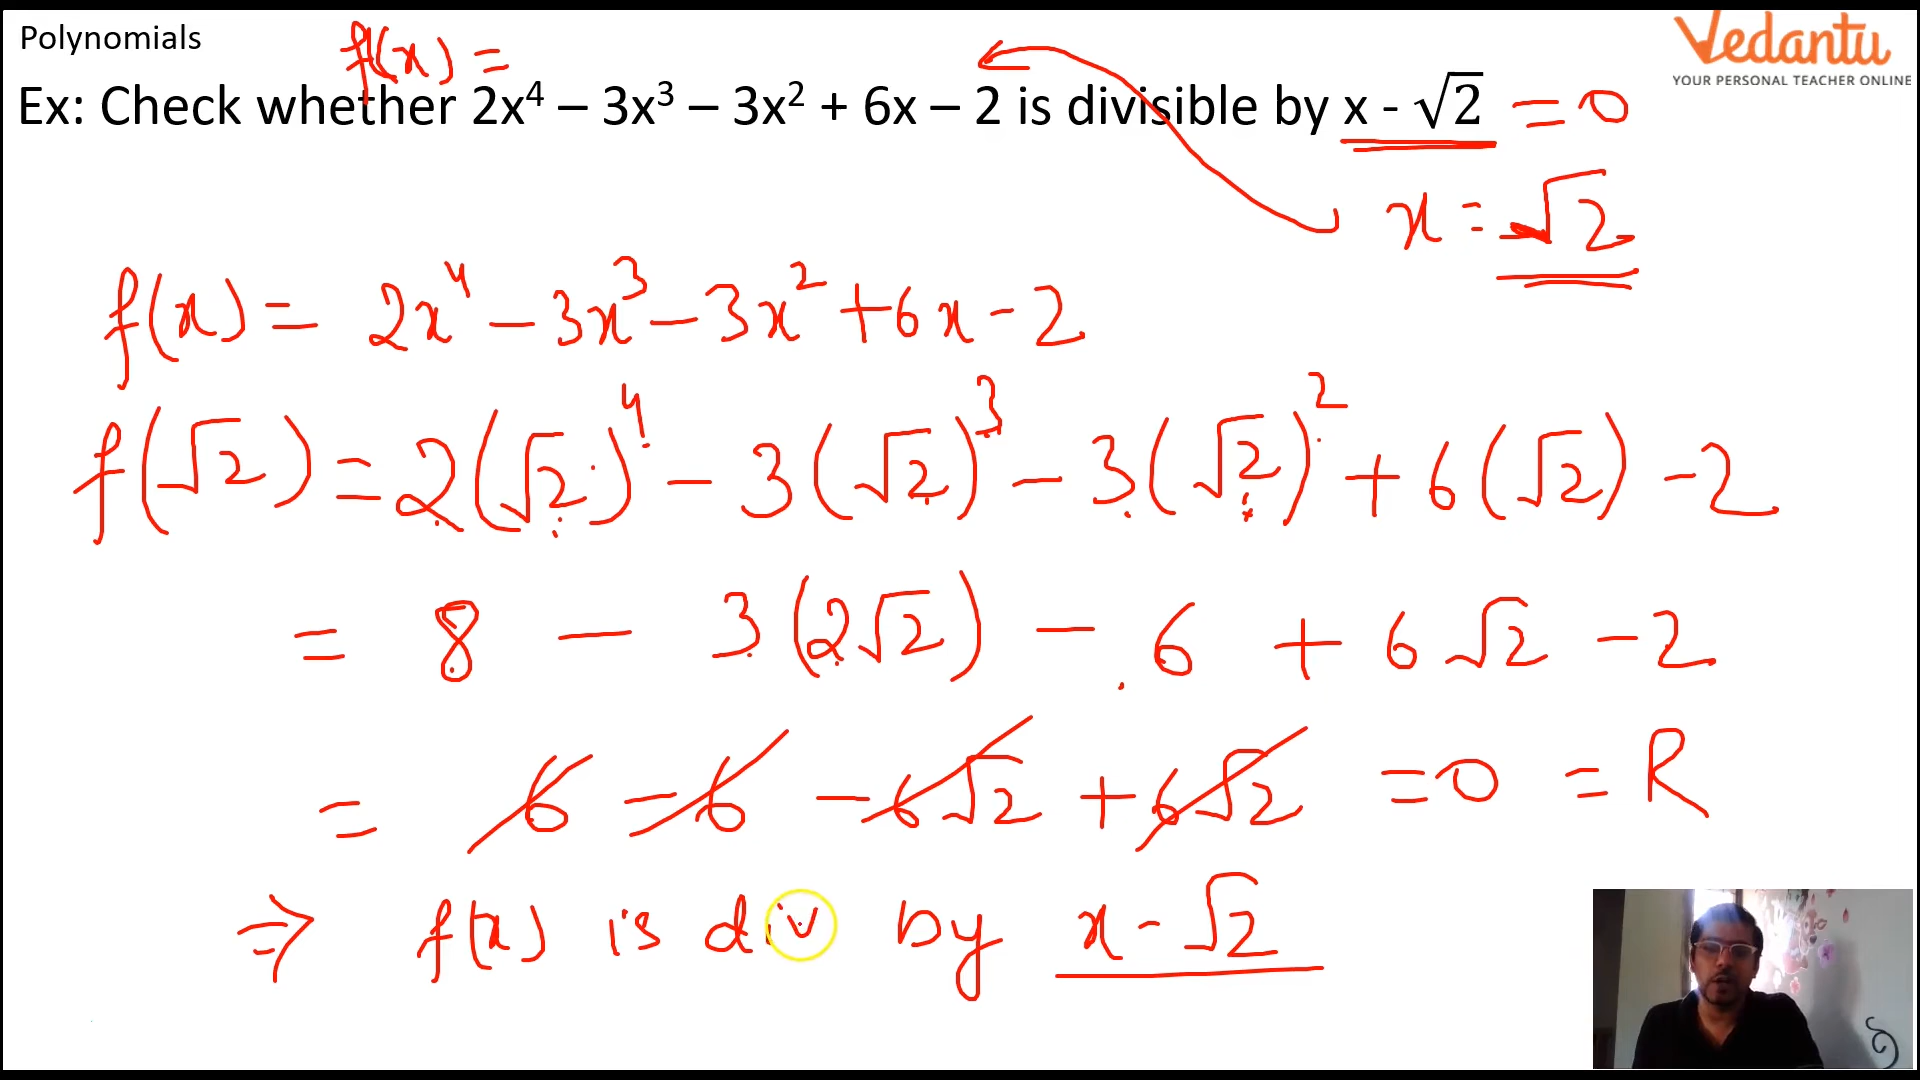 Polynomials
f(x) =
Vedantu
YOUR PERSONAL TEACHER ONLINE
Ex: Check whether 2x⁴ – 3x³ – 3x² + 6x – 2 is divisible by x - √2 = 0
x = √2
f(x) = 2x⁴ – 3x³ – 3x² + 6x – 2
f(√2) = 2(√2)⁴ – 3(√2)³ – 3(√2)² + 6(√2) – 2
= 8 – 3(2√2) – 6 + 6√2 – 2
= 6 – 6 – 6√2 + 6√2 = 0 = R
⇒ f(x) is div by x - √2